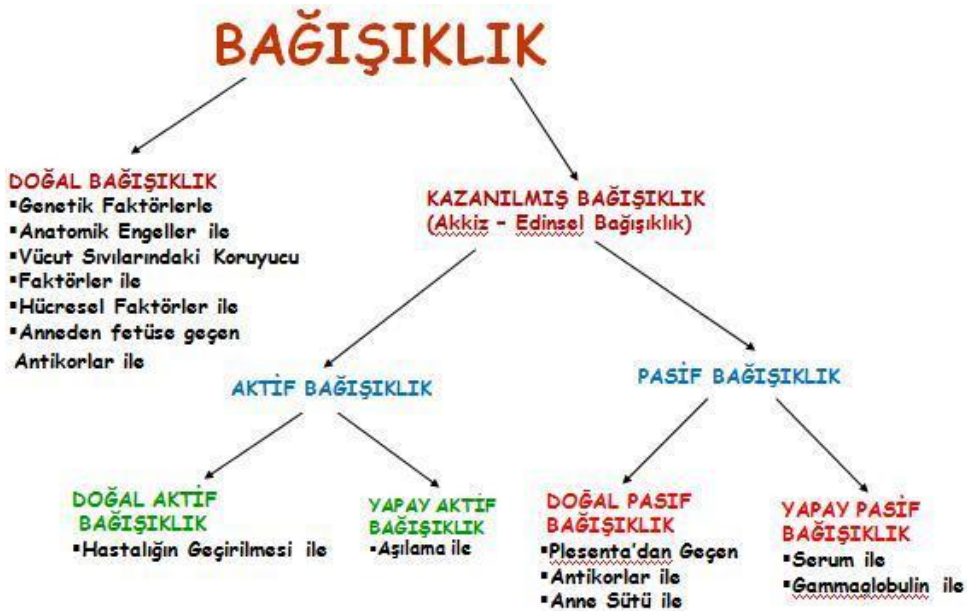 BAĞIŞIKLIK
DOĞAL BAĞIŞIKLIK
▪Genetik Faktörlerle
▪Anatomik Engeller ile
▪Vücut Sıvılarındaki Koruyucu
▪Faktörler ile
▪Hücresel Faktörler ile
▪Anneden fetüse geçen
Antikorlar ile
KAZANILMIŞ BAĞIŞIKLIK
(Akkiz – Edinsel Bağışıklık)
AKTİF BAĞIŞIKLIK
PASİF BAĞIŞIKLIK
DOĞAL AKTİF
BAĞIŞIKLIK
▪Hastalığın Geçirilmesi ile
YAPAY AKTİF
BAĞIŞIKLIK
▪Aşılama ile
DOĞAL PASIF
BAĞIŞIKLIK
▪Plesenta’dan Geçen
▪Antikorlar ile
▪Anne Sütü ile
YAPAY PASİF
BAĞIŞIKLIK
▪Serum ile
▪Gammaglobulin ile